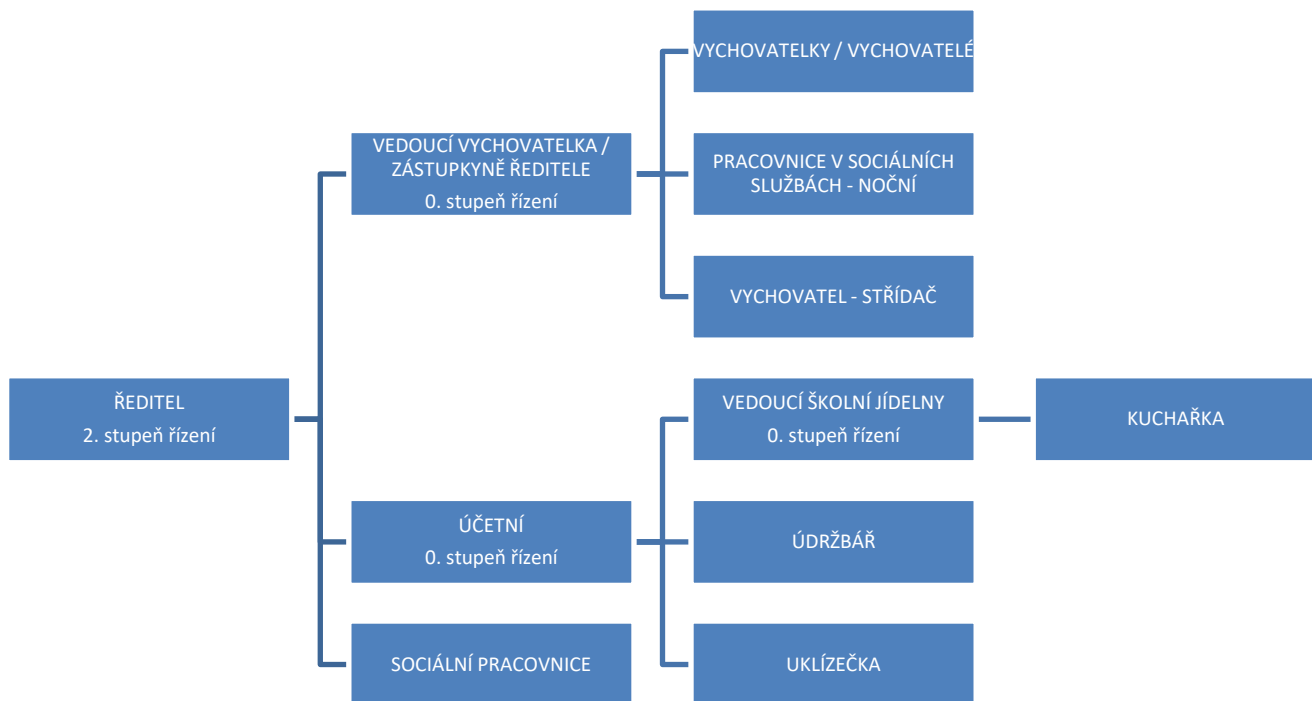 VYCHOVATELKY / VYCHOVATELÉ
VEDOUCÍ VYCHOVATELKA /
ZÁSTUPKYNĚ ŘEDITELE
0. stupeň řízení
PRACOVNICE V SOCIÁLNÍCH
SLUŽBÁCH - NOČNÍ
VYCHOVATEL - STŘÍDAČ
ŘEDITEL
2. stupeň řízení
VEDOUCÍ ŠKOLNÍ JÍDELNY
0. stupeň řízení
KUCHAŘKA
ÚČETNÍ
0. stupeň řízení
ÚDRŽBÁŘ
SOCIÁLNÍ PRACOVNICE
UKLÍZEČKA